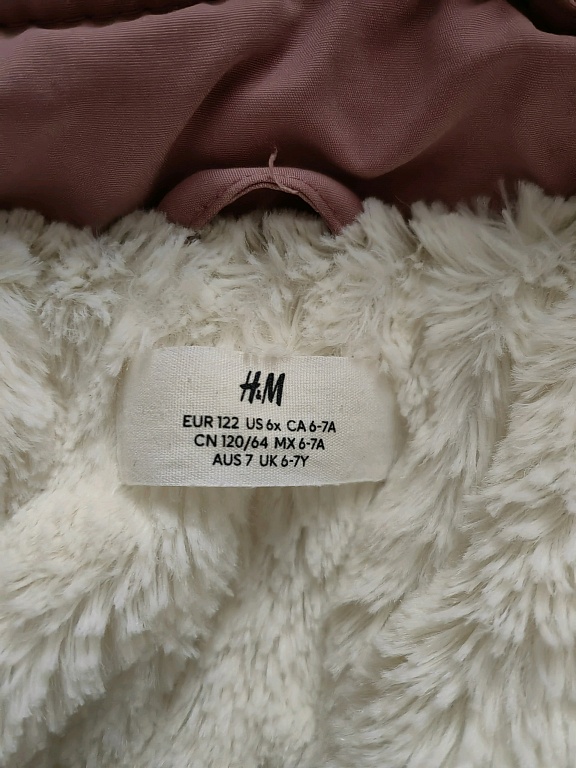 H&M
EUR 122 US 6x CA 6-7A
CN 120/64 MX 6-7A
AUS 7 UK 6-7Y